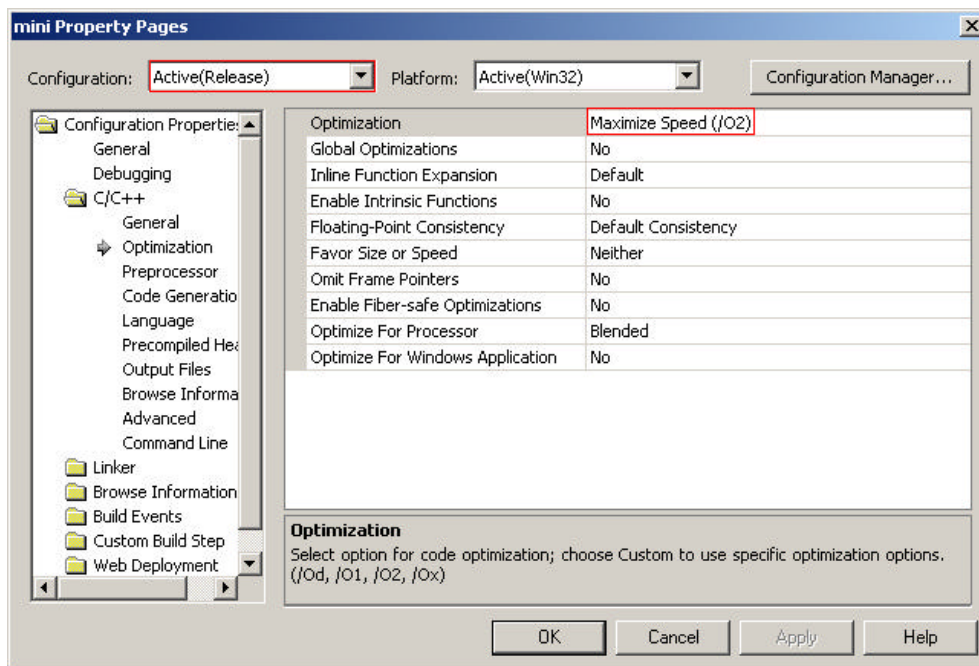 mini Property Pages
Configuration: Active(Release) Platform: Active(Win32) Configuration Manager...
Configuration Propertie
General
Debugging
C/C++
General
Optimization
Preprocessor
Code Generatio
Language
Precompiled Hea
Output Files
Browse Informa
Advanced
Command Line
Linker
Browse Information
Build Events
Custom Build Step
Web Deployment
Optimization Maximize Speed (/O2)
Global Optimizations No
Inline Function Expansion Default
Enable Intrinsic Functions No
Floating-Point Consistency Default Consistency
Favor Size or Speed Neither
Omit Frame Pointers No
Enable Fiber-safe Optimizations No
Optimize For Processor Blended
Optimize For Windows Application No
Optimization
Select option for code optimization; choose Custom to use specific optimization options.
(/Od, /O1, /O2, /Ox)
OK Cancel Apply Help